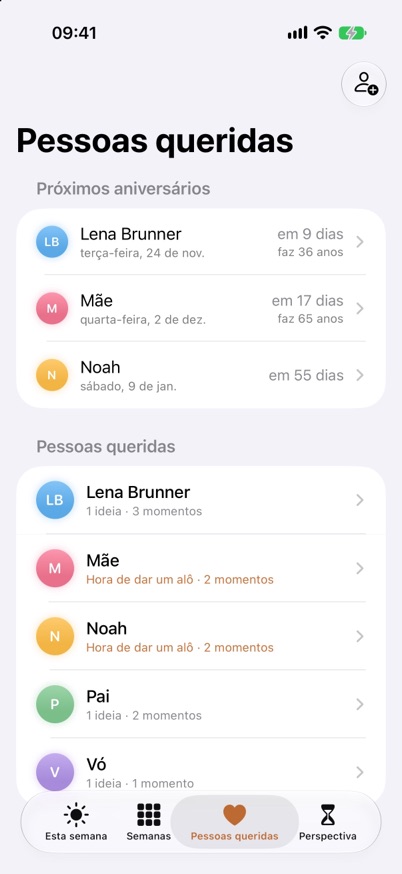 09:41
Pessoas queridas
Próximos aniversários
LB
Lena Brunner
terça-feira, 24 de nov.
em 9 dias
faz 36 anos
M
Mãe
quarta-feira, 2 de dez.
em 17 dias
faz 65 anos
N
Noah
sábado, 9 de jan.
em 55 dias
Pessoas queridas
LB
Lena Brunner
1 ideia · 3 momentos
M
Mãe
Hora de dar um alô · 2 momentos
N
Noah
Hora de dar um alô · 2 momentos
P
Pai
1 ideia · 2 momentos
V
Vó
1 ideia · 1 momento
Esta semana
Semanas
Pessoas queridas
Perspectiva